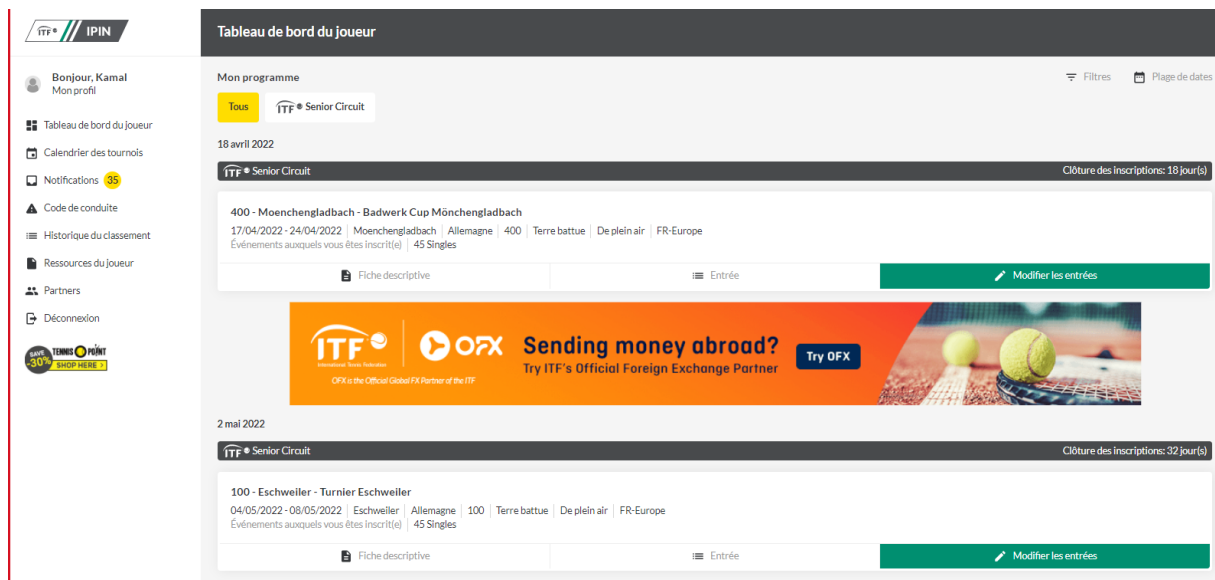 ITF IPIN
Tableau de bord du joueur
Bonjour, Kamal
Mon profil
Tableau de bord du joueur
Calendrier des tournois
Notifications 35
Code de conduite
Historique du classement
Ressources du joueur
Partners
Déconnexion
SAVE -30% TENNIS POINT
SHOP HERE >
Mon programme
Filtres Plage de dates
Tous ITF Senior Circuit
18 avril 2022
ITF Senior Circuit Clôture des inscriptions: 18 jour(s)
400 - Moenchengladbach - Badwerk Cup Mönchengladbach
17/04/2022 - 24/04/2022 | Moenchengladbach | Allemagne | 400 | Terre battue | De plein air | FR-Europe
Événements auxquels vous êtes inscrit(e) | 45 Singles
Fiche descriptive Entrée Modifier les entrées
ITF OFX Sending money abroad?
International Tennis Federation Try ITF's Official Foreign Exchange Partner Try OFX
OFX is the Official Global FX Partner of the ITF
2 mai 2022
ITF Senior Circuit Clôture des inscriptions: 32 jour(s)
100 - Eschweiler - Turnier Eschweiler
04/05/2022 - 08/05/2022 | Eschweiler | Allemagne | 100 | Terre battue | De plein air | FR-Europe
Événements auxquels vous êtes inscrit(e) | 45 Singles
Fiche descriptive Entrée Modifier les entrées